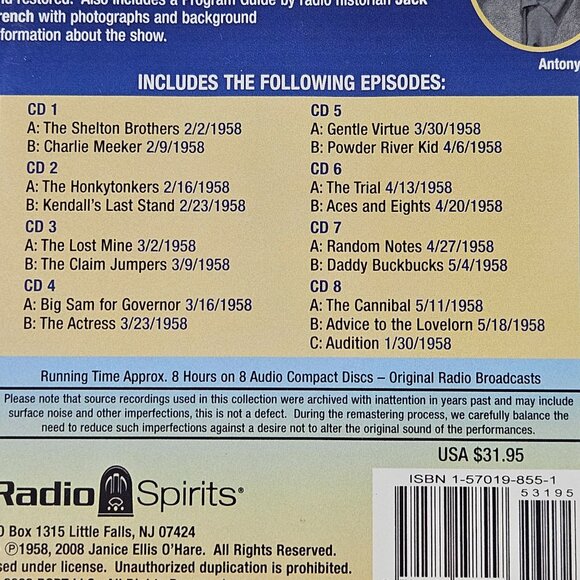 restored. Also includes a Program Guide by radio historian Jack
rench with photographs and background
nformation about the show.
Antony
INCLUDES THE FOLLOWING EPISODES:
CD 1
A: The Shelton Brothers 2/2/1958
B: Charlie Meeker 2/9/1958
CD 2
A: The Honkytonkers 2/16/1958
B: Kendall's Last Stand 2/23/1958
CD 3
A: The Lost Mine 3/2/1958
B: The Claim Jumpers 3/9/1958
CD 4
A: Big Sam for Governor 3/16/1958
B: The Actress 3/23/1958
CD 5
A: Gentle Virtue 3/30/1958
B: Powder River Kid 4/6/1958
CD 6
A: The Trial 4/13/1958
B: Aces and Eights 4/20/1958
CD 7
A: Random Notes 4/27/1958
B: Daddy Buckbucks 5/4/1958
CD 8
A: The Cannibal 5/11/1958
B: Advice to the Lovelorn 5/18/1958
C: Audition 1/30/1958
Running Time Approx. 8 Hours on 8 Audio Compact Discs – Original Radio Broadcasts
Please note that source recordings used in this collection were archived with inattention in years past and may include
surface noise and other imperfections, this is not a defect. During the remastering process, we carefully balance the
need to reduce such imperfections against a desire not to alter the original sound of the performances.
USA $31.95
ISBN 1-57019-855-1
53195
Radio Spirits®
O Box 1315 Little Falls, NJ 07424
℗1958, 2008 Janice Ellis O'Hare. All Rights Reserved.
sed under license. Unauthorized duplication is prohibited.